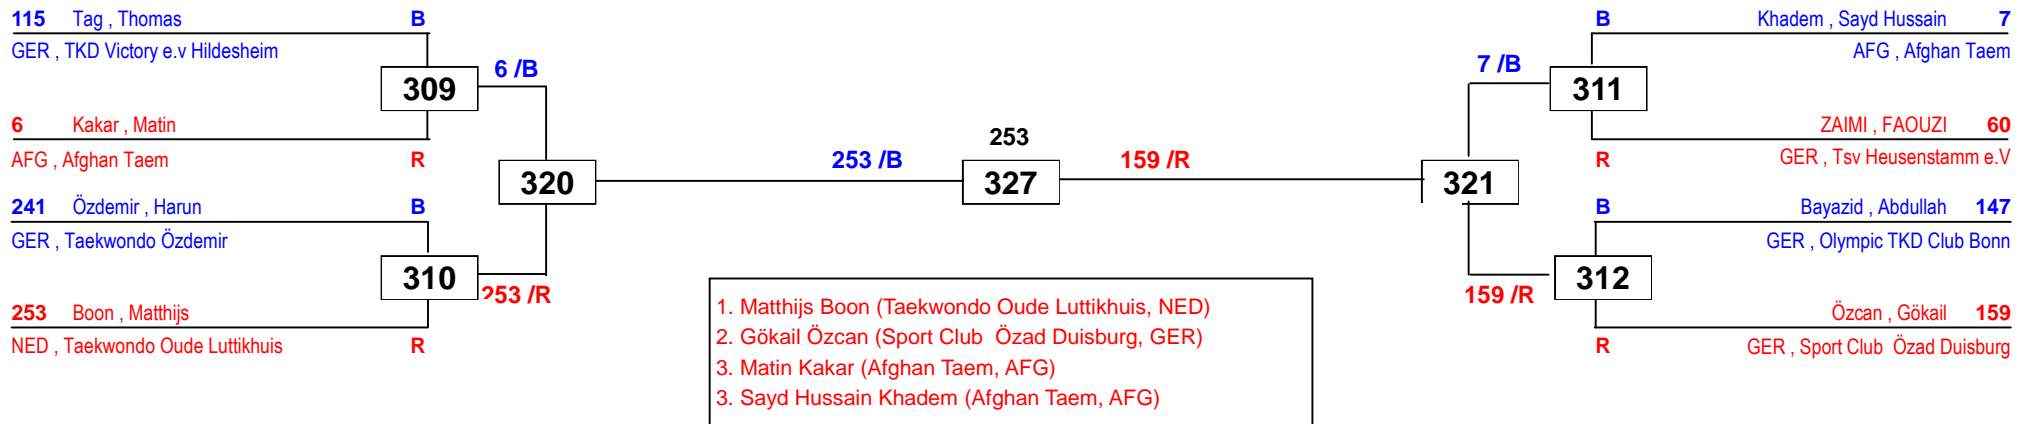 115 Tag , Thomas B
GER , TKD Victory e.v Hildesheim
309
6 /B
6 Kakar , Matin
AFG , Afghan Taem R
320
241 Özdemir , Harun B
GER , Taekwondo Özdemir
310
253 /R
253 Boon , Matthijs
NED , Taekwondo Oude Luttikhuis R
253
253 /B 327 159 /R
B Khadem , Sayd Hussain 7
AFG , Afghan Taem
7 /B
311
ZAIMI , FAOUZI 60
R GER , Tsv Heusenstamm e.V
321
B Bayazid , Abdullah 147
GER , Olympic TKD Club Bonn
312
159 /R
Özcan , Gökail 159
R GER , Sport Club Özad Duisburg
1. Matthijs Boon (Taekwondo Oude Luttikhuis, NED)
2. Gökail Özcan (Sport Club Özad Duisburg, GER)
3. Matin Kakar (Afghan Taem, AFG)
3. Sayd Hussain Khadem (Afghan Taem, AFG)